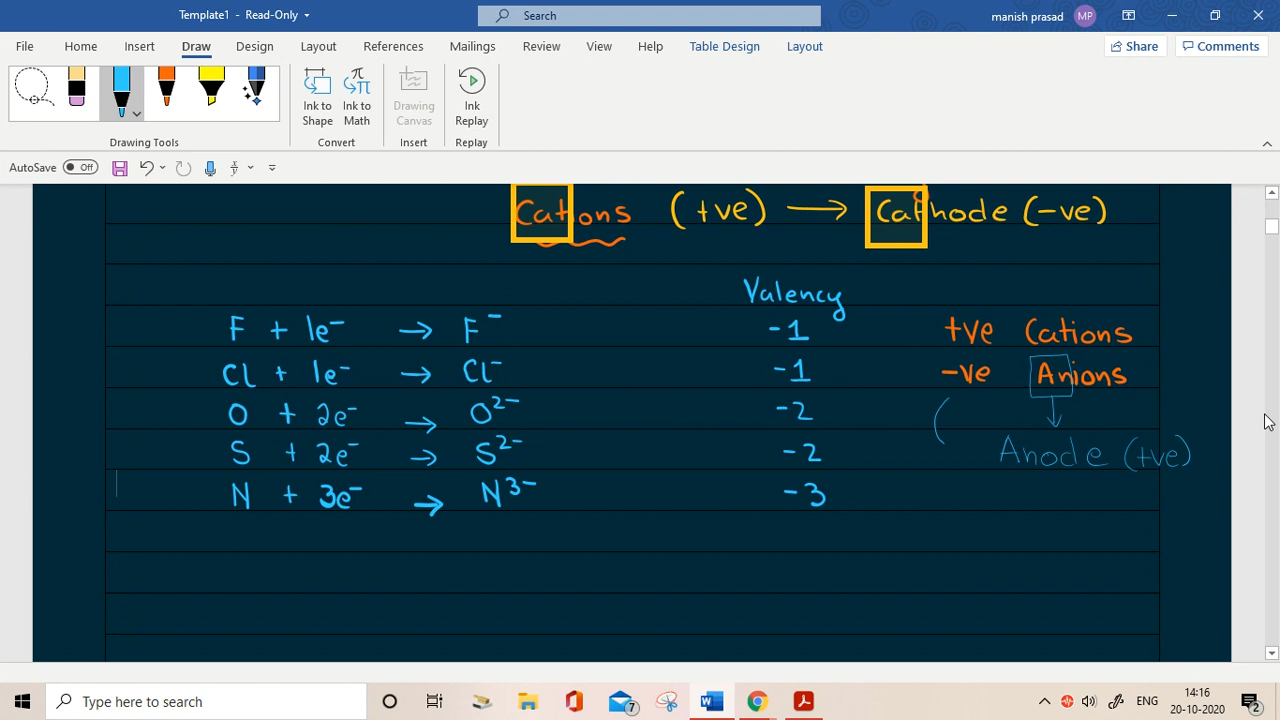 Template1 - Read-Only
Search
manish prasad MP
File Home Insert Draw Design Layout References Mailings Review View Help Table Design Layout
Share Comments
Ink to Shape
Ink to Math
Drawing Canvas
Ink Replay
Drawing Tools Convert Insert Replay
AutoSave Off
Cations (+ve) → Cathode (-ve)
Valency
F + 1e⁻ → F⁻ -1 +ve Cations
Cl + 1e⁻ → Cl⁻ -1 -ve Anions
O + 2e⁻ → O²⁻ -2 (
S + 2e⁻ → S²⁻ -2 Anode (+ve)
N + 3e⁻ → N³⁻ -3
Type here to search
7
ENG
14:16
20-10-2020
2